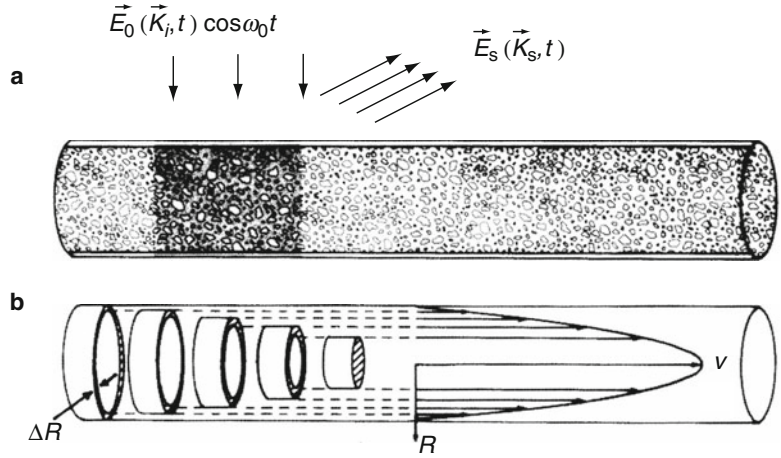 E⃗₀ (K⃗ᵢ, t) cosω₀t
E⃗ₛ (K⃗ₛ, t)
a
b
v
ΔR
R